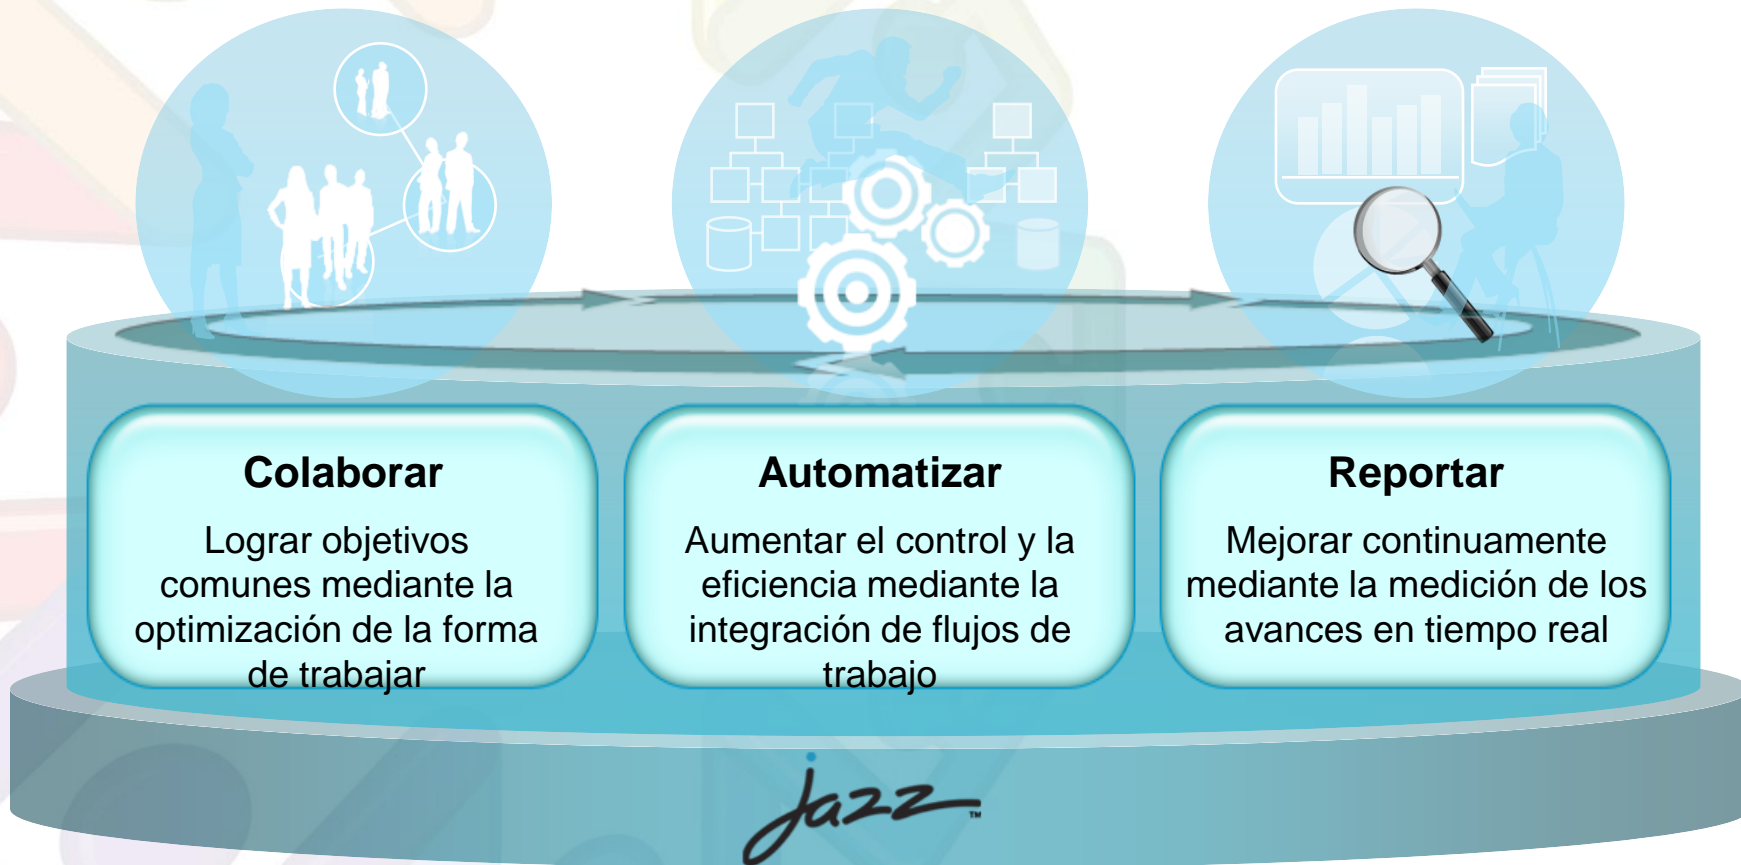 Colaborar
Lograr objetivos
comunes mediante la
optimización de la forma
de trabajar
Automatizar
Aumentar el control y la
eficiencia mediante la
integración de flujos de
trabajo
Reportar
Mejorar continuamente
mediante la medición de los
avances en tiempo real
jazz™